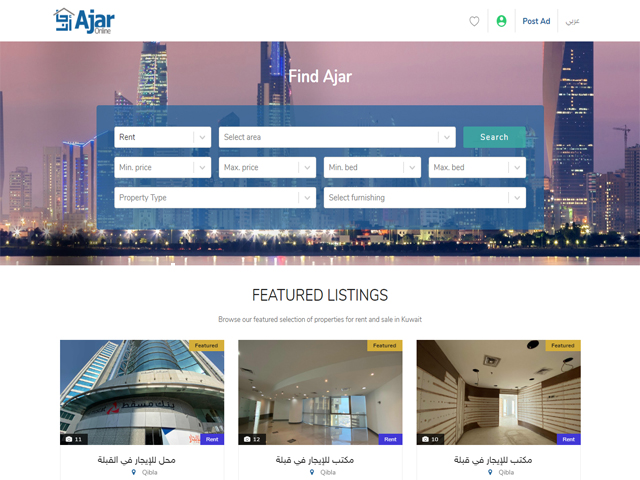 Ajar
Online
Post Ad
عربي
Find Ajar
Rent
Select area
Search
Min. price
Max. price
Min. bed
Max. bed
Property Type
Select furnishing
FEATURED LISTINGS
Browse our featured selection of properties for rent and sale in Kuwait
Featured
Featured
Featured
بنك مسقط
11
Rent
12
Rent
10
Rent
محل للإيجار في القبلة
مكتب للإيجار في قبلة
مكتب للإيجار في قبلة
Qibla
Qibla
Qibla